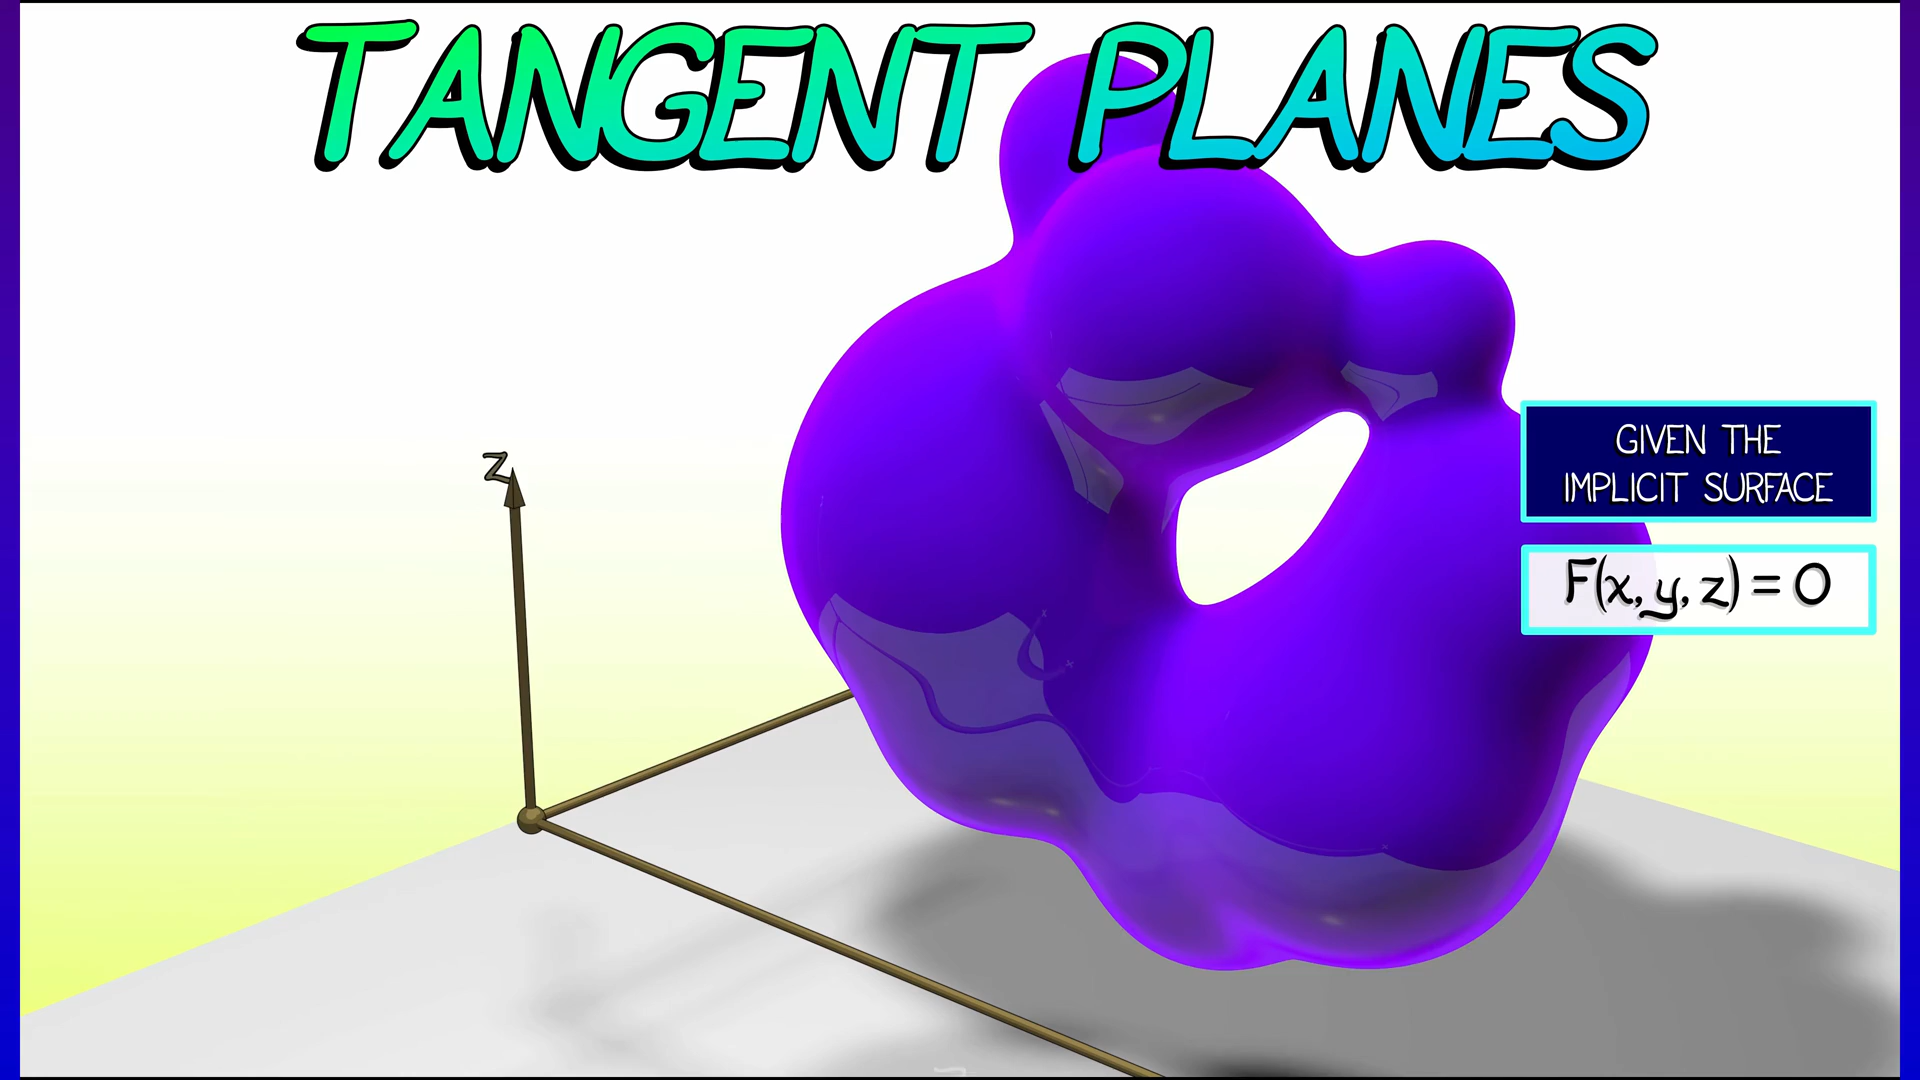 TANGENT PLANES
z
GIVEN THE
IMPLICIT SURFACE
F(x, y, z) = 0